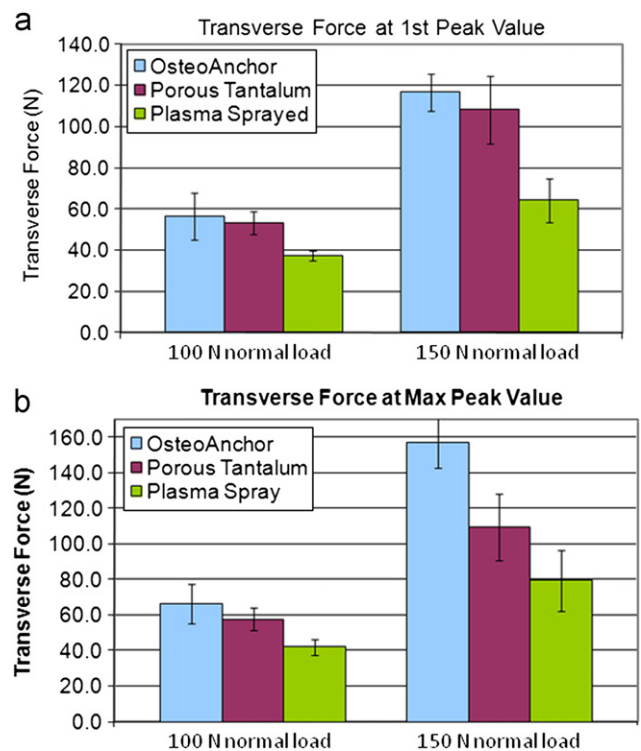 a
Transverse Force at 1st Peak Value
Transverse Force (N)
140.0
120.0
100.0
80.0
60.0
40.0
20.0
0.0
OsteoAnchor
Porous Tantalum
Plasma Sprayed
100 N normal load
150 N normal load
b
Transverse Force at Max Peak Value
Transverse Force (N)
160.0
140.0
120.0
100.0
80.0
60.0
40.0
20.0
0.0
OsteoAnchor
Porous Tantalum
Plasma Spray
100 N normal load
150 N normal load